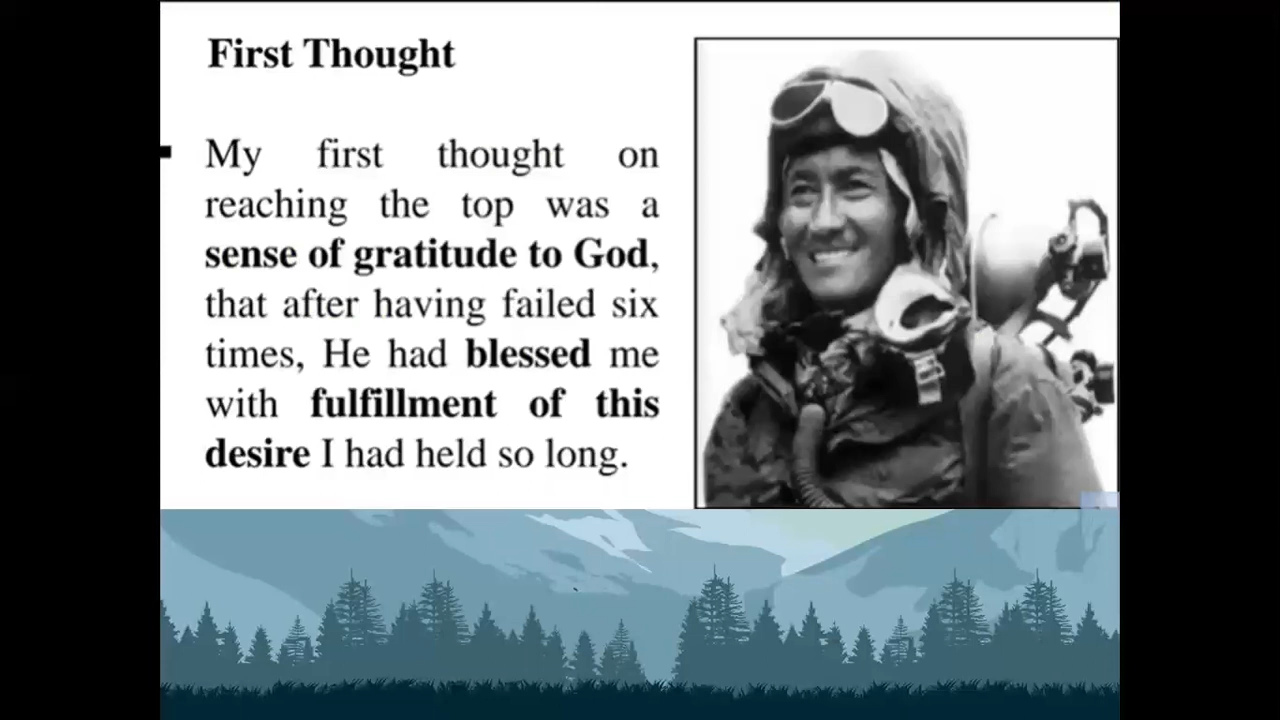 First Thought
My first thought on
reaching the top was a
sense of gratitude to God,
that after having failed six
times, He had blessed me
with fulfillment of this
desire I had held so long.